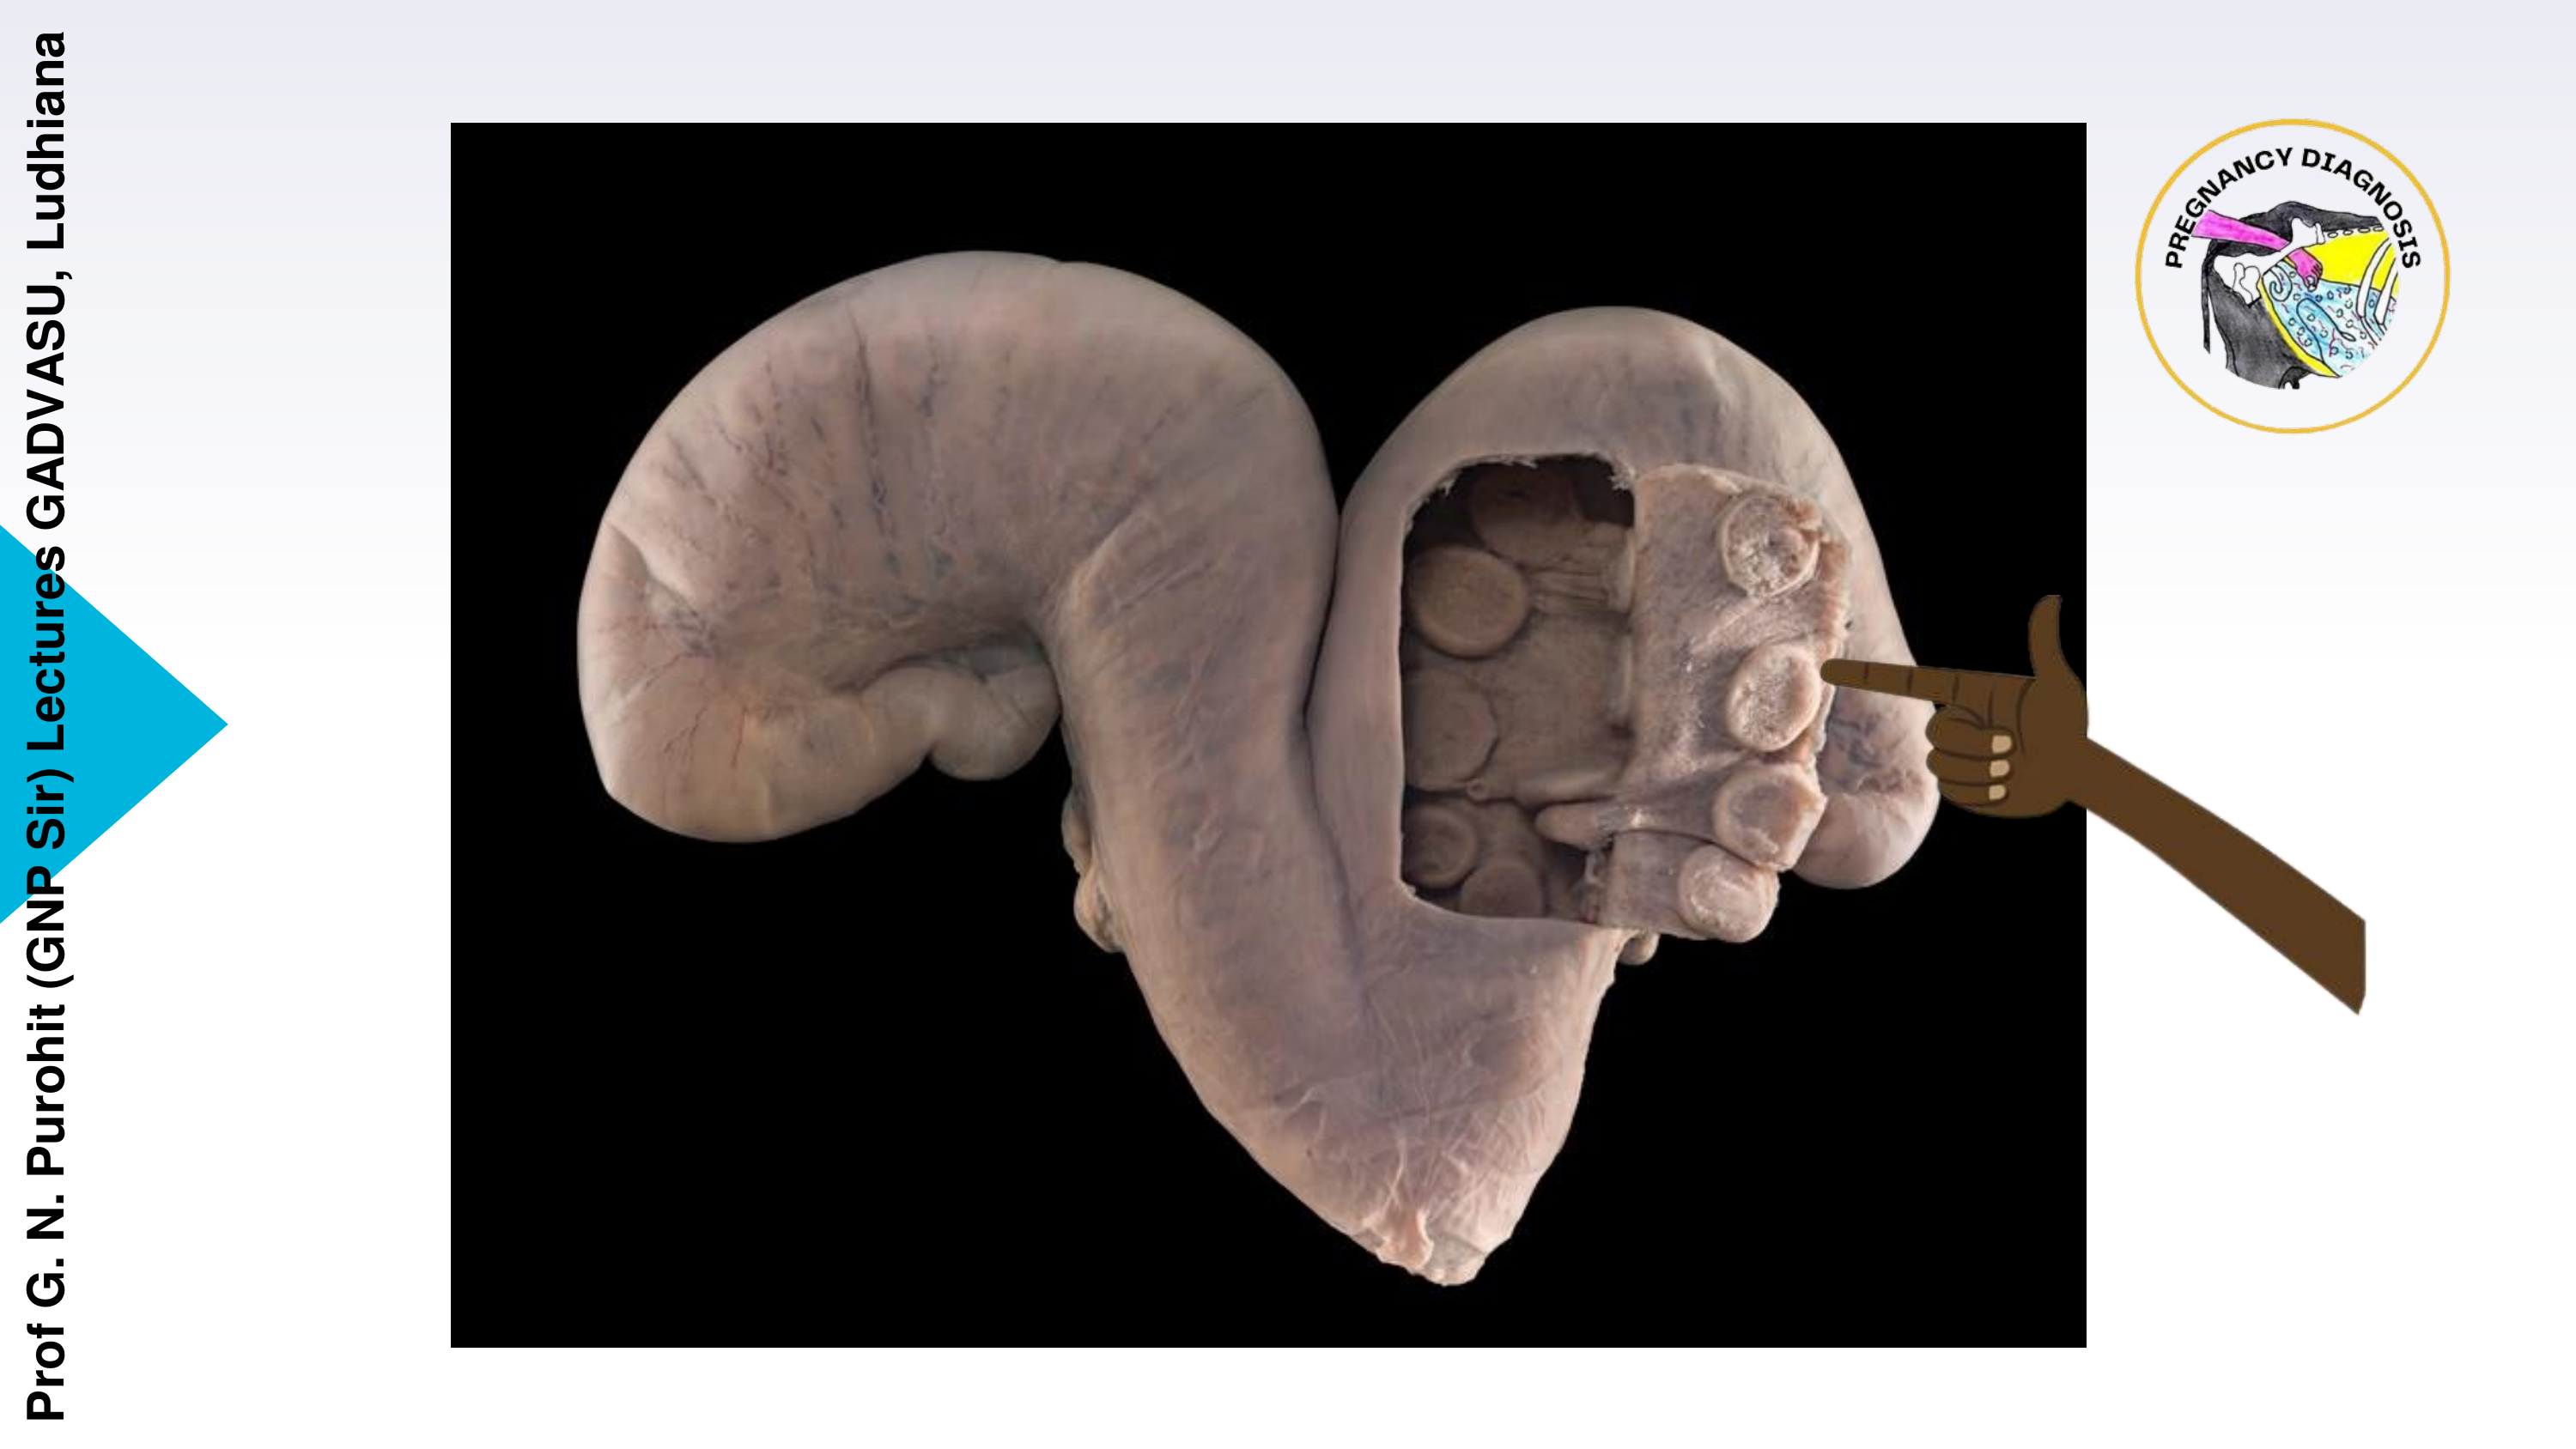 Prof G. N. Purohit (GNP Sir) Lectures GADVASU, Ludhiana
PREGNANCY DIAGNOSIS